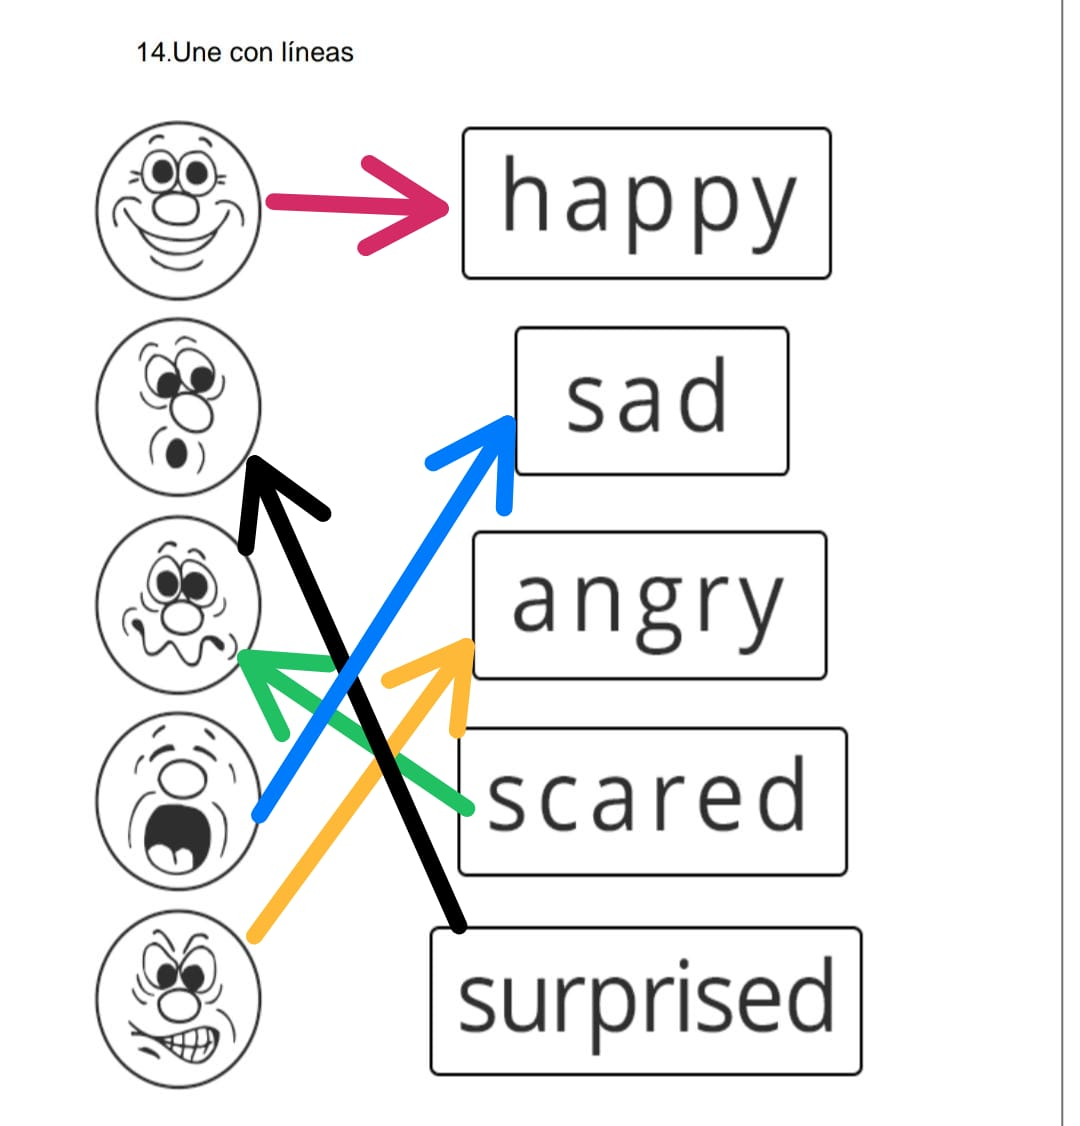 14.Une con líneas
happy
sad
angry
scared
surprised